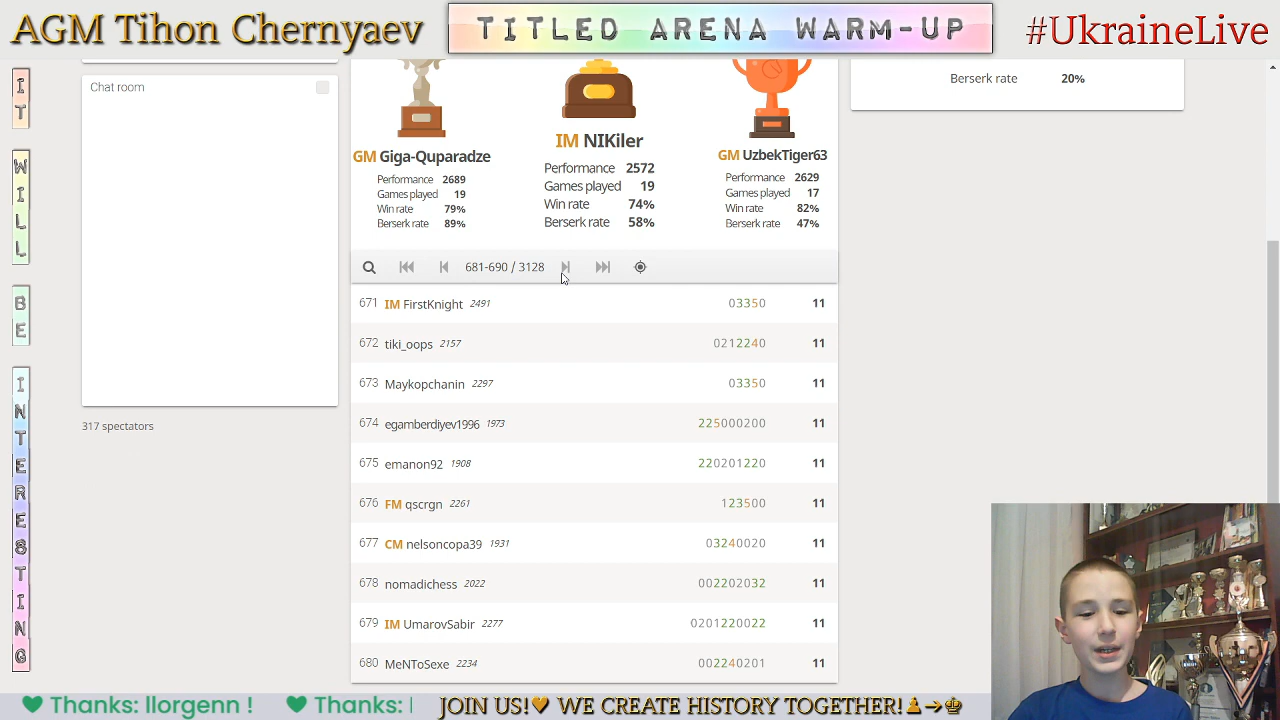 AGM Tihon Chernyaev
TITLED ARENA WARM-UP
#UkraineLive
IT WILL BE INTERESTING
Chat room
317 spectators
GM Giga-Quparadze
Performance 2689
Games played 19
Win rate 79%
Berserk rate 89%
IM NIKiler
Performance 2572
Games played 19
Win rate 74%
Berserk rate 58%
GM UzbekTiger63
Performance 2629
Games played 17
Win rate 82%
Berserk rate 47%
Berserk rate 20%
681-690 / 3128
671 IM FirstKnight 2491 03350 11
672 tiki_oops 2157 0212240 11
673 Maykopchanin 2297 03350 11
674 egamberdiyev1996 1973 225000200 11
675 emanon92 1908 220201220 11
676 FM qscrgn 2261 123500 11
677 CM nelsoncopa39 1931 03240020 11
678 nomadichess 2022 002202032 11
679 IM UmarovSabir 2277 0201220022 11
680 MeNToSexe 2234 002240201 11
Thanks: llorgenn ! Thanks: l
JOIN US! WE CREATE HISTORY TOGETHER!